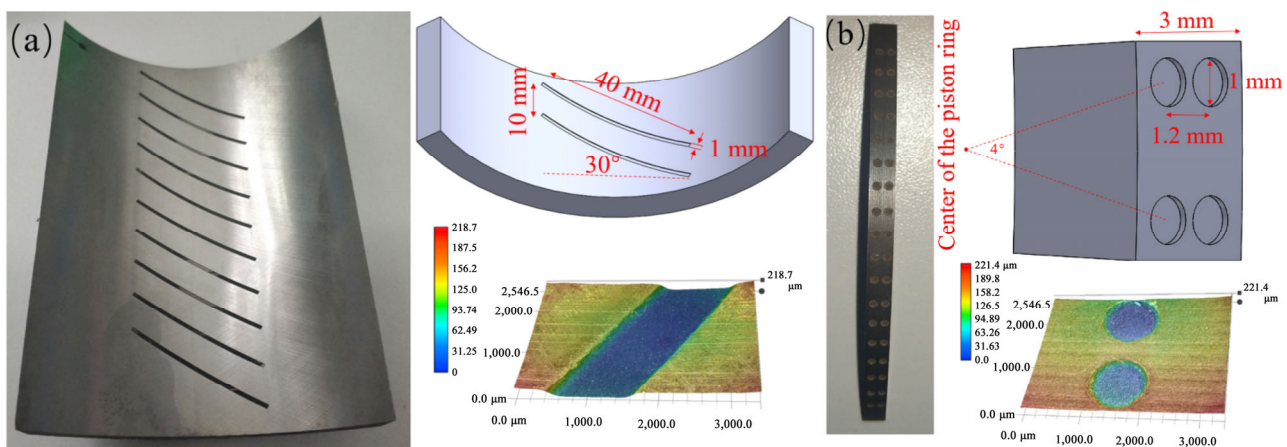 (a)
40 mm
10 mm
1 mm
30°
218.7
187.5
156.2
125.0
93.74
62.49
31.25
0
218.7
μm
2,546.5
2,000.0
1,000.0
0.0 μm
0.0 μm
1,000.0
2,000.0
3,000.0
(b)
Center of the piston ring
3 mm
1 mm
1.2 mm
4°
221.4 μm
189.8
158.2
126.5
94.89
63.26
31.63
0.0
221.4
μm
2,546.5
2,000.0
1,000.0
0.0 μm
0.0 μm
1,000.0
2,000.0
3,000.0